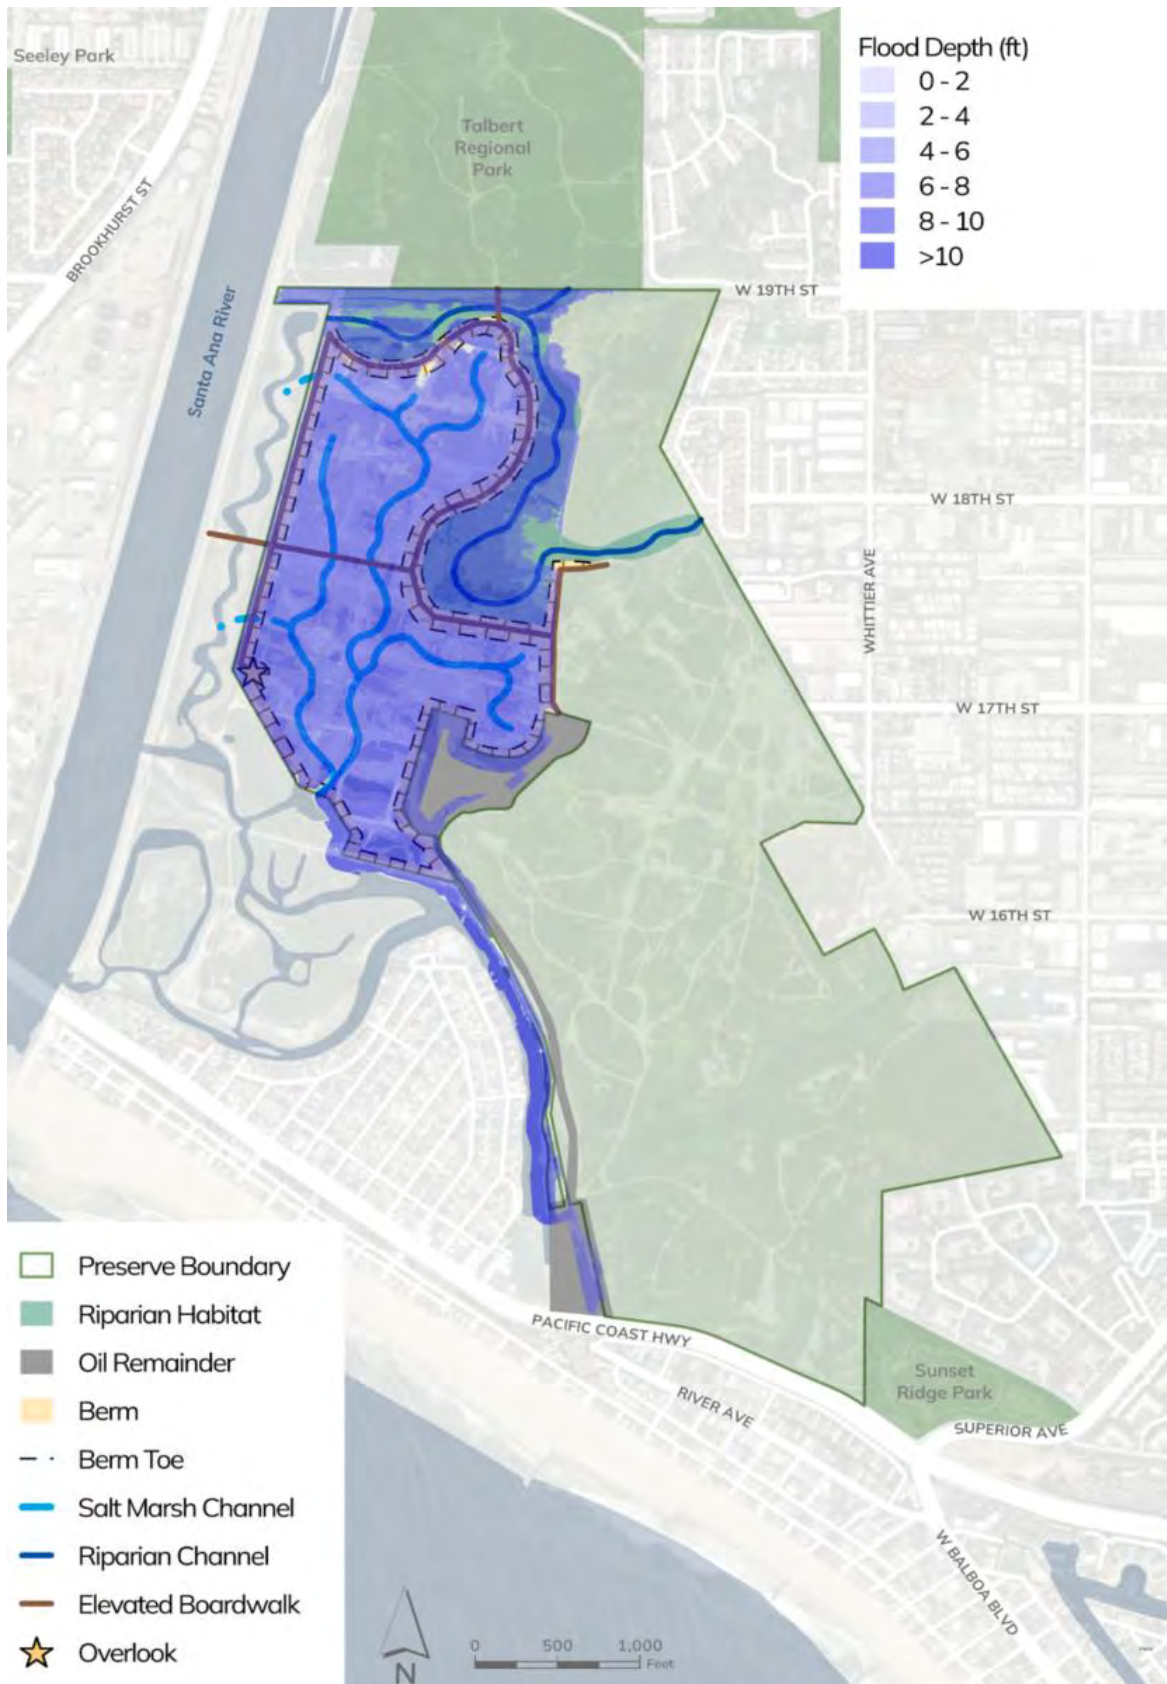 Seeley Park
Talbert
Regional
Park
Flood Depth (ft)
0 - 2
2 - 4
4 - 6
6 - 8
8 - 10
>10
BROOKHURST ST
Santa Ana River
W 19TH ST
W 18TH ST
WHITTIER AVE
W 17TH ST
W 16TH ST
Preserve Boundary
Riparian Habitat
Oil Remainder
Berm
Berm Toe
Salt Marsh Channel
Riparian Channel
Elevated Boardwalk
Overlook
PACIFIC COAST HWY
RIVER AVE
Sunset
Ridge Park
SUPERIOR AVE
W BALBOA BLVD
N
0 500 1,000
Feet